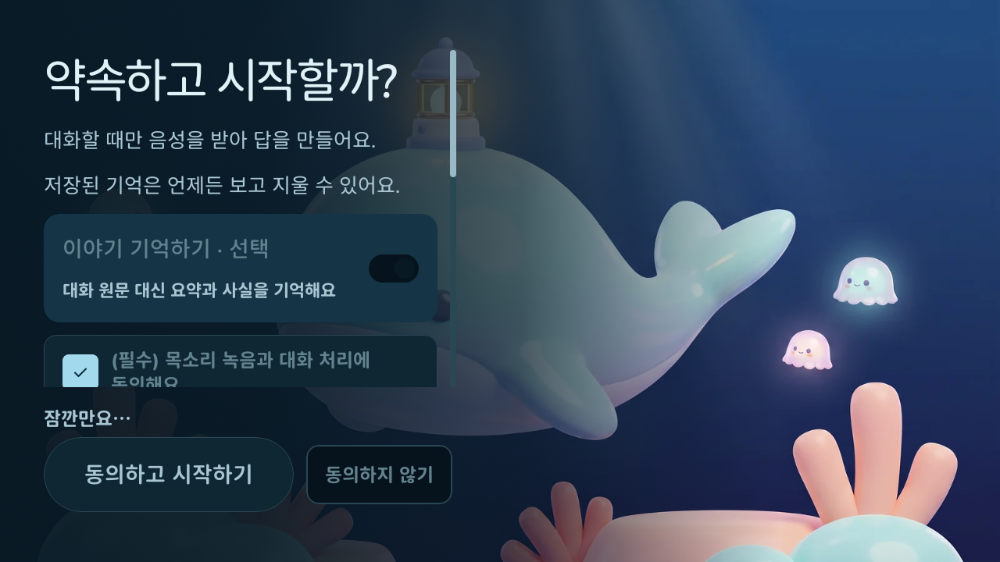 약속하고 시작할까?
대화할 때만 음성을 받아 답을 만들어요.
저장된 기억은 언제든 보고 지울 수 있어요.
이야기 기억하기 · 선택
대화 원문 대신 요약과 사실을 기억해요
(필수) 목소리 녹음과 대화 처리에
동의해요
잠깐만요…
동의하고 시작하기
동의하지 않기